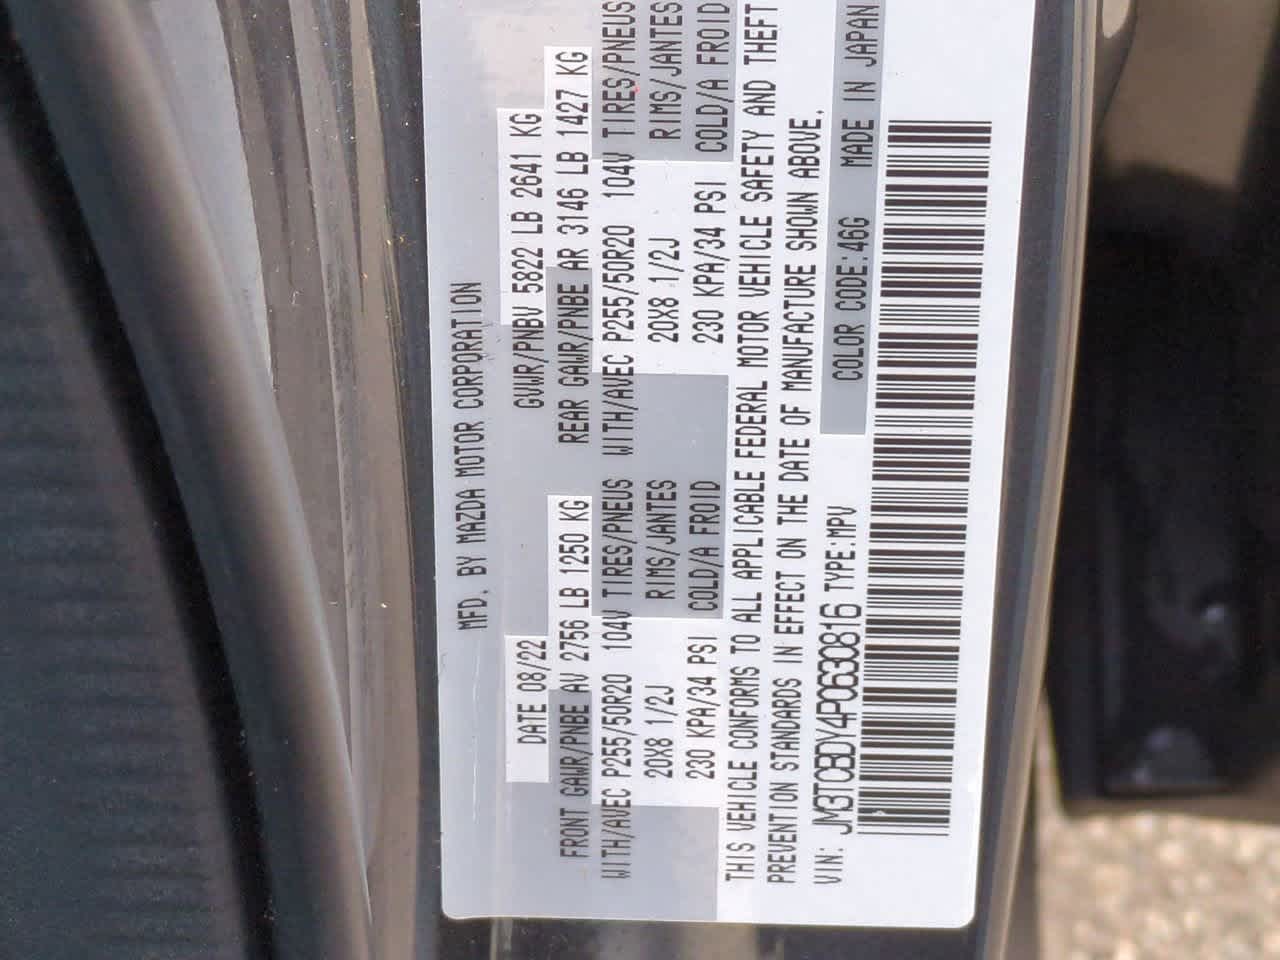 MFD. BY MAZDA MOTOR CORPORATION
DATE 08/22 GVWR/PNBV 5822 LB 2641 KG
FRONT GAWR/PNBE AV 2756 LB 1250 KG REAR GAWR/PNBE AR 3146 LB 1427 KG
WITH/AVEC P255/50R20 104V TIRES/PNEUS WITH/AVEC P255/50R20 104V TIRES/PNEUS
20X8 1/2J RIMS/JANTES 20X8 1/2J RIMS/JANTES
230 KPA/34 PSI COLD/A FROID 230 KPA/34 PSI COLD/A FROID
THIS VEHICLE CONFORMS TO ALL APPLICABLE FEDERAL MOTOR VEHICLE SAFETY AND THEFT
PREVENTION STANDARDS IN EFFECT ON THE DATE OF MANUFACTURE SHOWN ABOVE.
VIN: JM3TCBDY4P0630816 TYPE:MPV COLOR CODE:46G MADE IN JAPAN